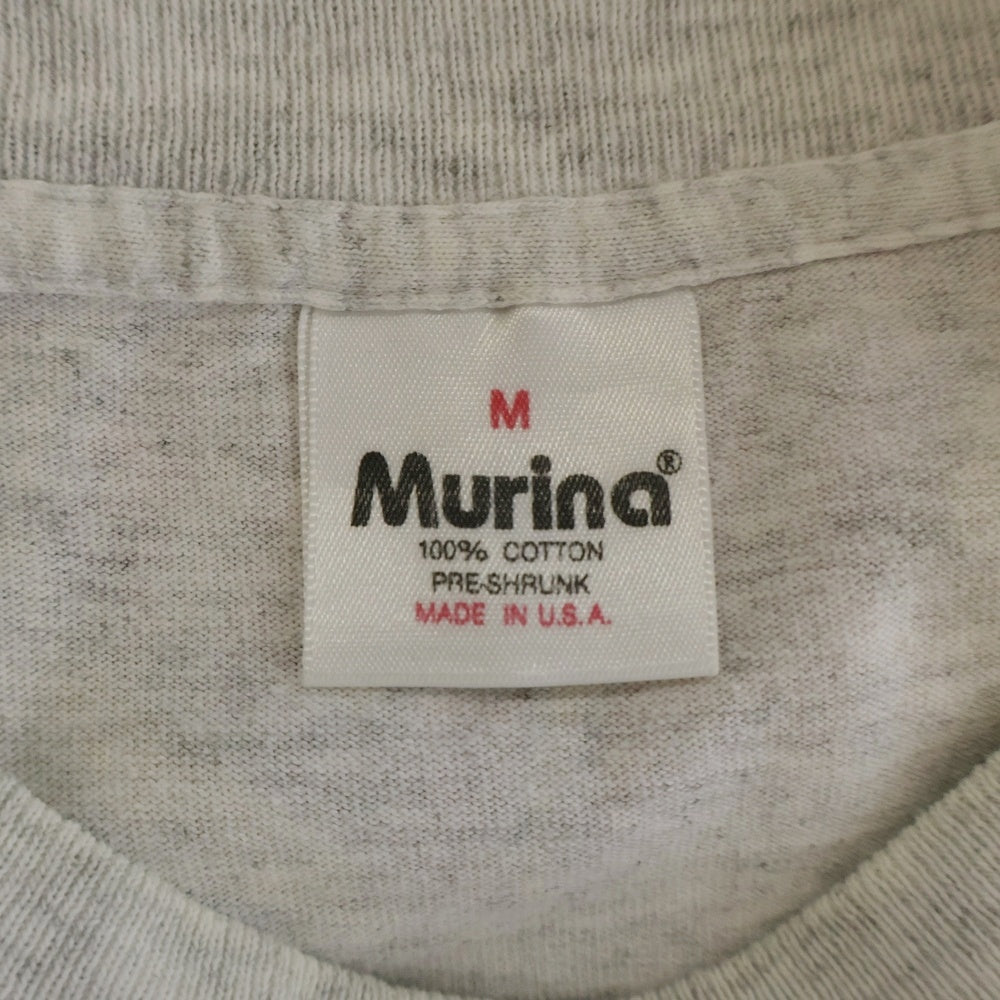 M
Murina®
100% COTTON
PRE-SHRUNK
MADE IN U.S.A.